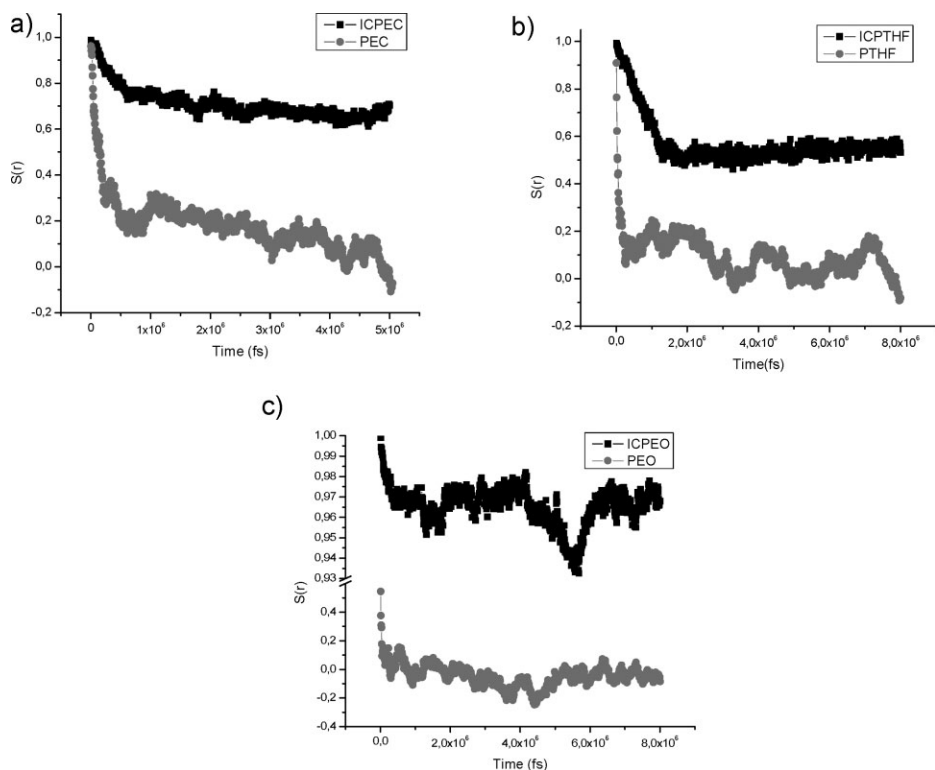 a)
ICPEC
PEC
1,0
0,8
0,6
0,4
0,2
0,0
-0,2
S(r)
0
1x10⁶
2x10⁶
3x10⁶
4x10⁶
5x10⁶
Time (fs)
b)
ICPTHF
PTHF
1,0
0,8
0,6
0,4
0,2
0,0
-0,2
S(r)
0,0
2,0x10⁶
4,0x10⁶
6,0x10⁶
8,0x10⁶
Time(fs)
c)
ICPEO
PEO
1,00
0,99
0,98
0,97
0,96
0,95
0,94
0,93
0,4
0,2
0,0
-0,2
-0,4
S(r)
0,0
2,0x10⁶
4,0x10⁶
6,0x10⁶
8,0x10⁶
Time (fs)